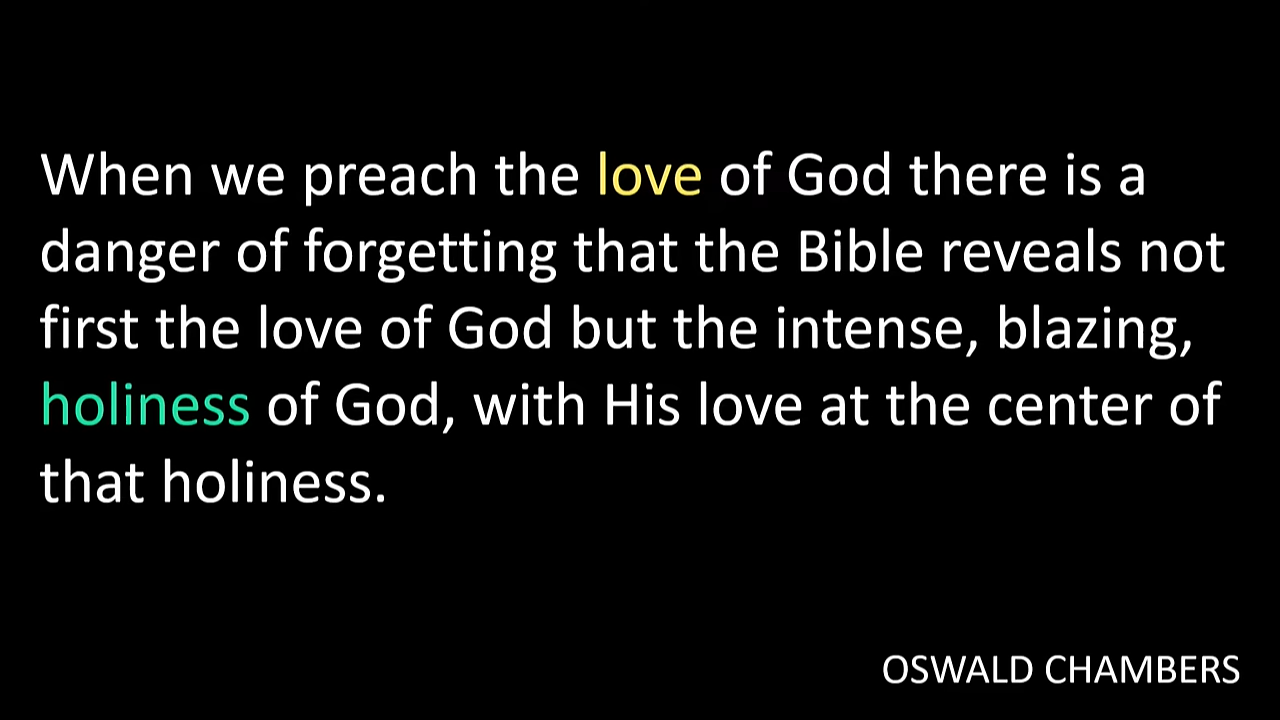 When we preach the love of God there is a
danger of forgetting that the Bible reveals not
first the love of God but the intense, blazing,
holiness of God, with His love at the center of
that holiness.
OSWALD CHAMBERS